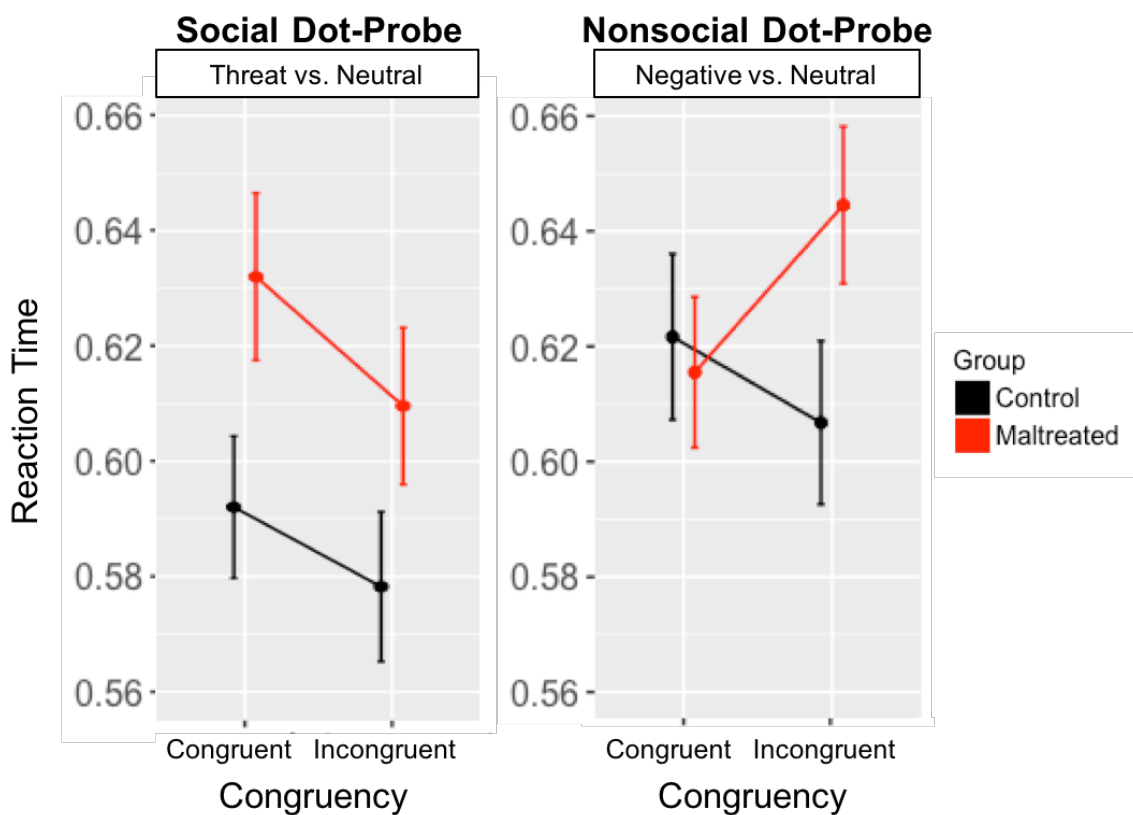 Social Dot-Probe
Threat vs. Neutral
0.66
0.64
0.62
0.60
0.58
0.56
Reaction Time
Congruent Incongruent
Congruency
Nonsocial Dot-Probe
Negative vs. Neutral
0.66
0.64
0.62
0.60
0.58
0.56
Congruent Incongruent
Congruency
Group
Control
Maltreated